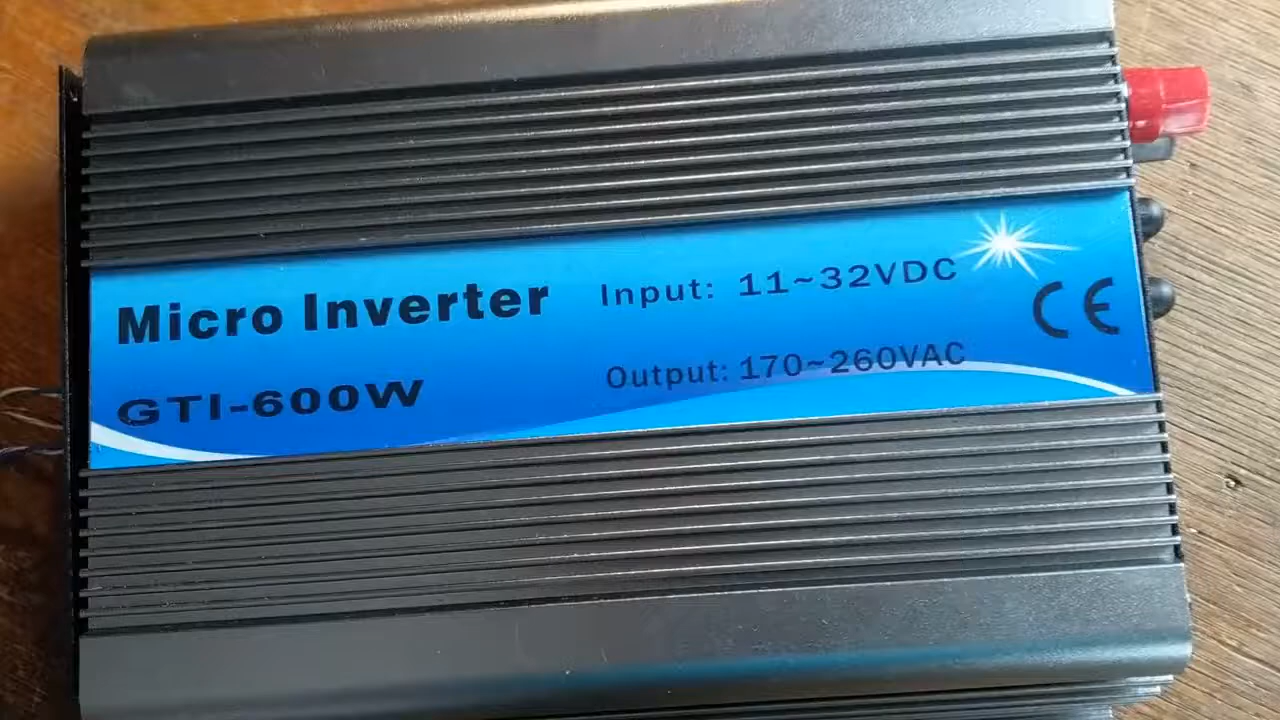 Micro Inverter
GTI-600W
Input: 11~32VDC
Output: 170~260VAC
CE